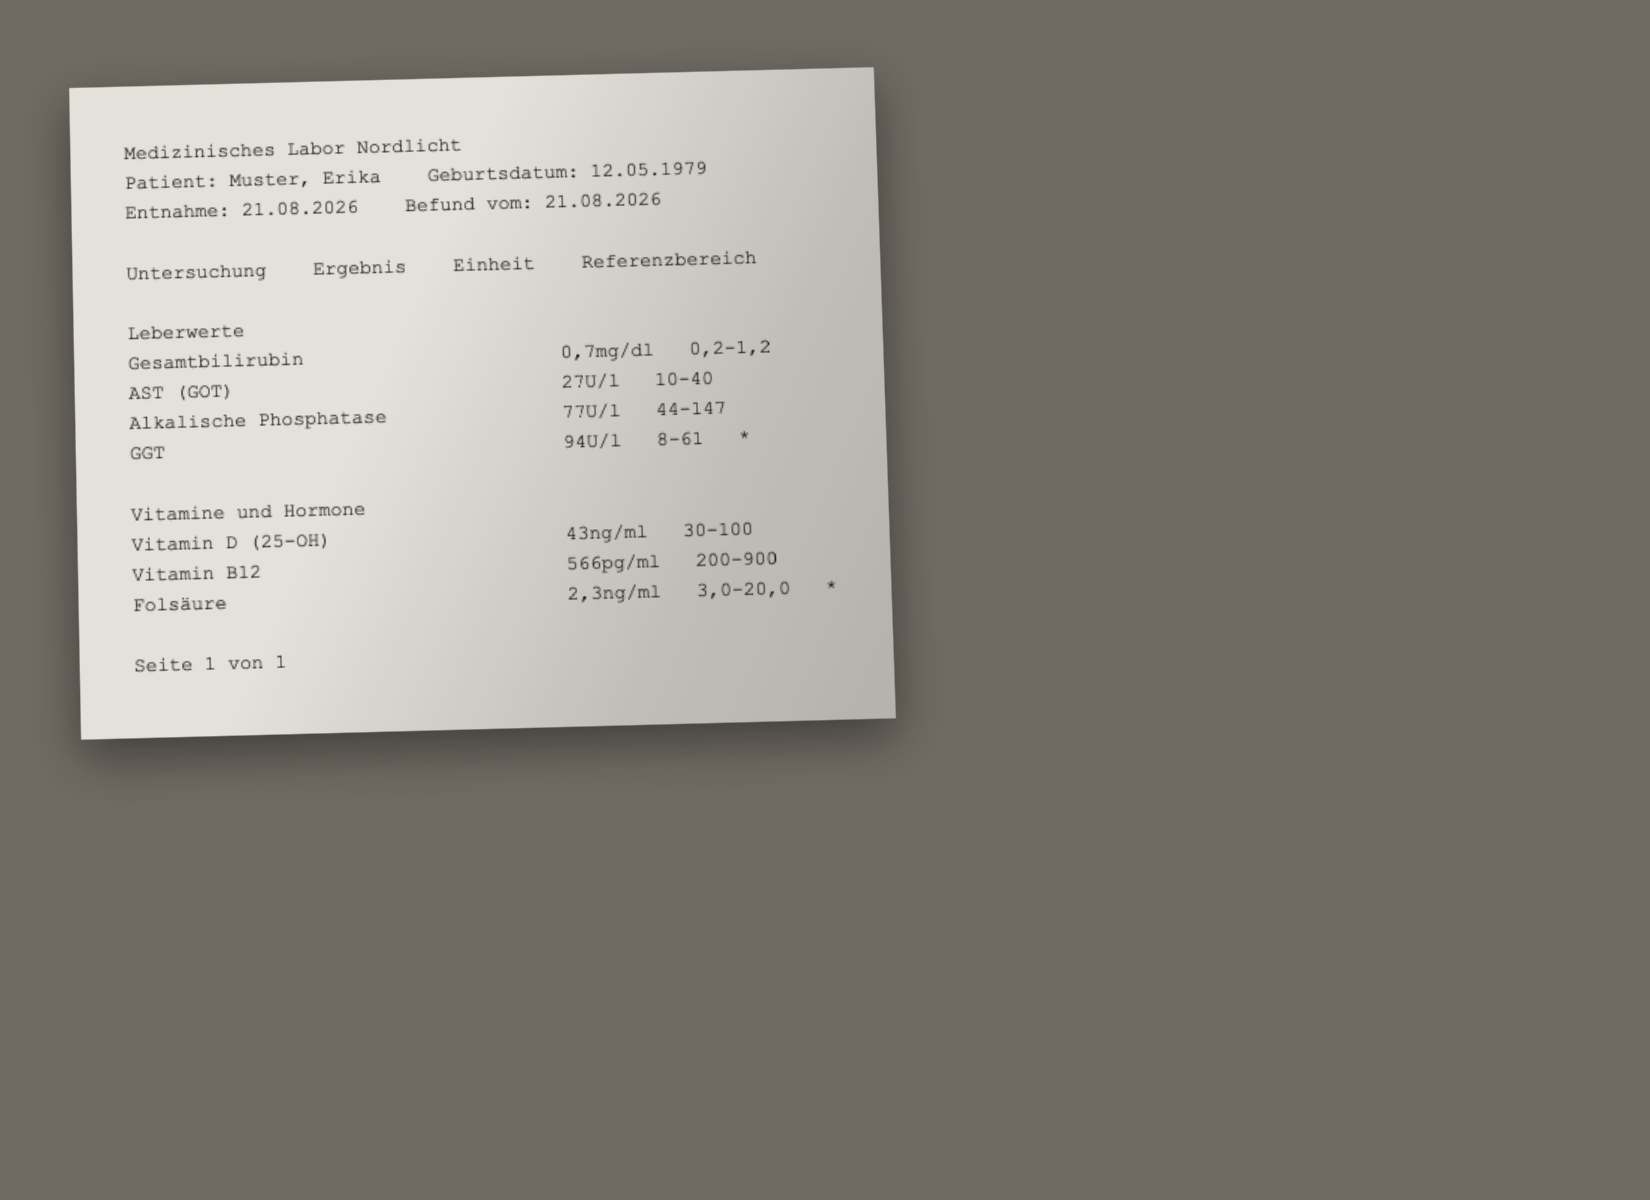 Medizinisches Labor Nordlicht
Patient: Muster, Erika    Geburtsdatum: 12.05.1979
Entnahme: 21.08.2026    Befund vom: 21.08.2026
Untersuchung    Ergebnis    Einheit    Referenzbereich
Leberwerte
Gesamtbilirubin    0,7mg/dl    0,2-1,2
AST (GOT)    27U/l    10-40
Alkalische Phosphatase    77U/l    44-147
GGT    94U/l    8-61    *
Vitamine und Hormone
Vitamin D (25-OH)    43ng/ml    30-100
Vitamin B12    566pg/ml    200-900
Folsäure    2,3ng/ml    3,0-20,0    *
Seite 1 von 1